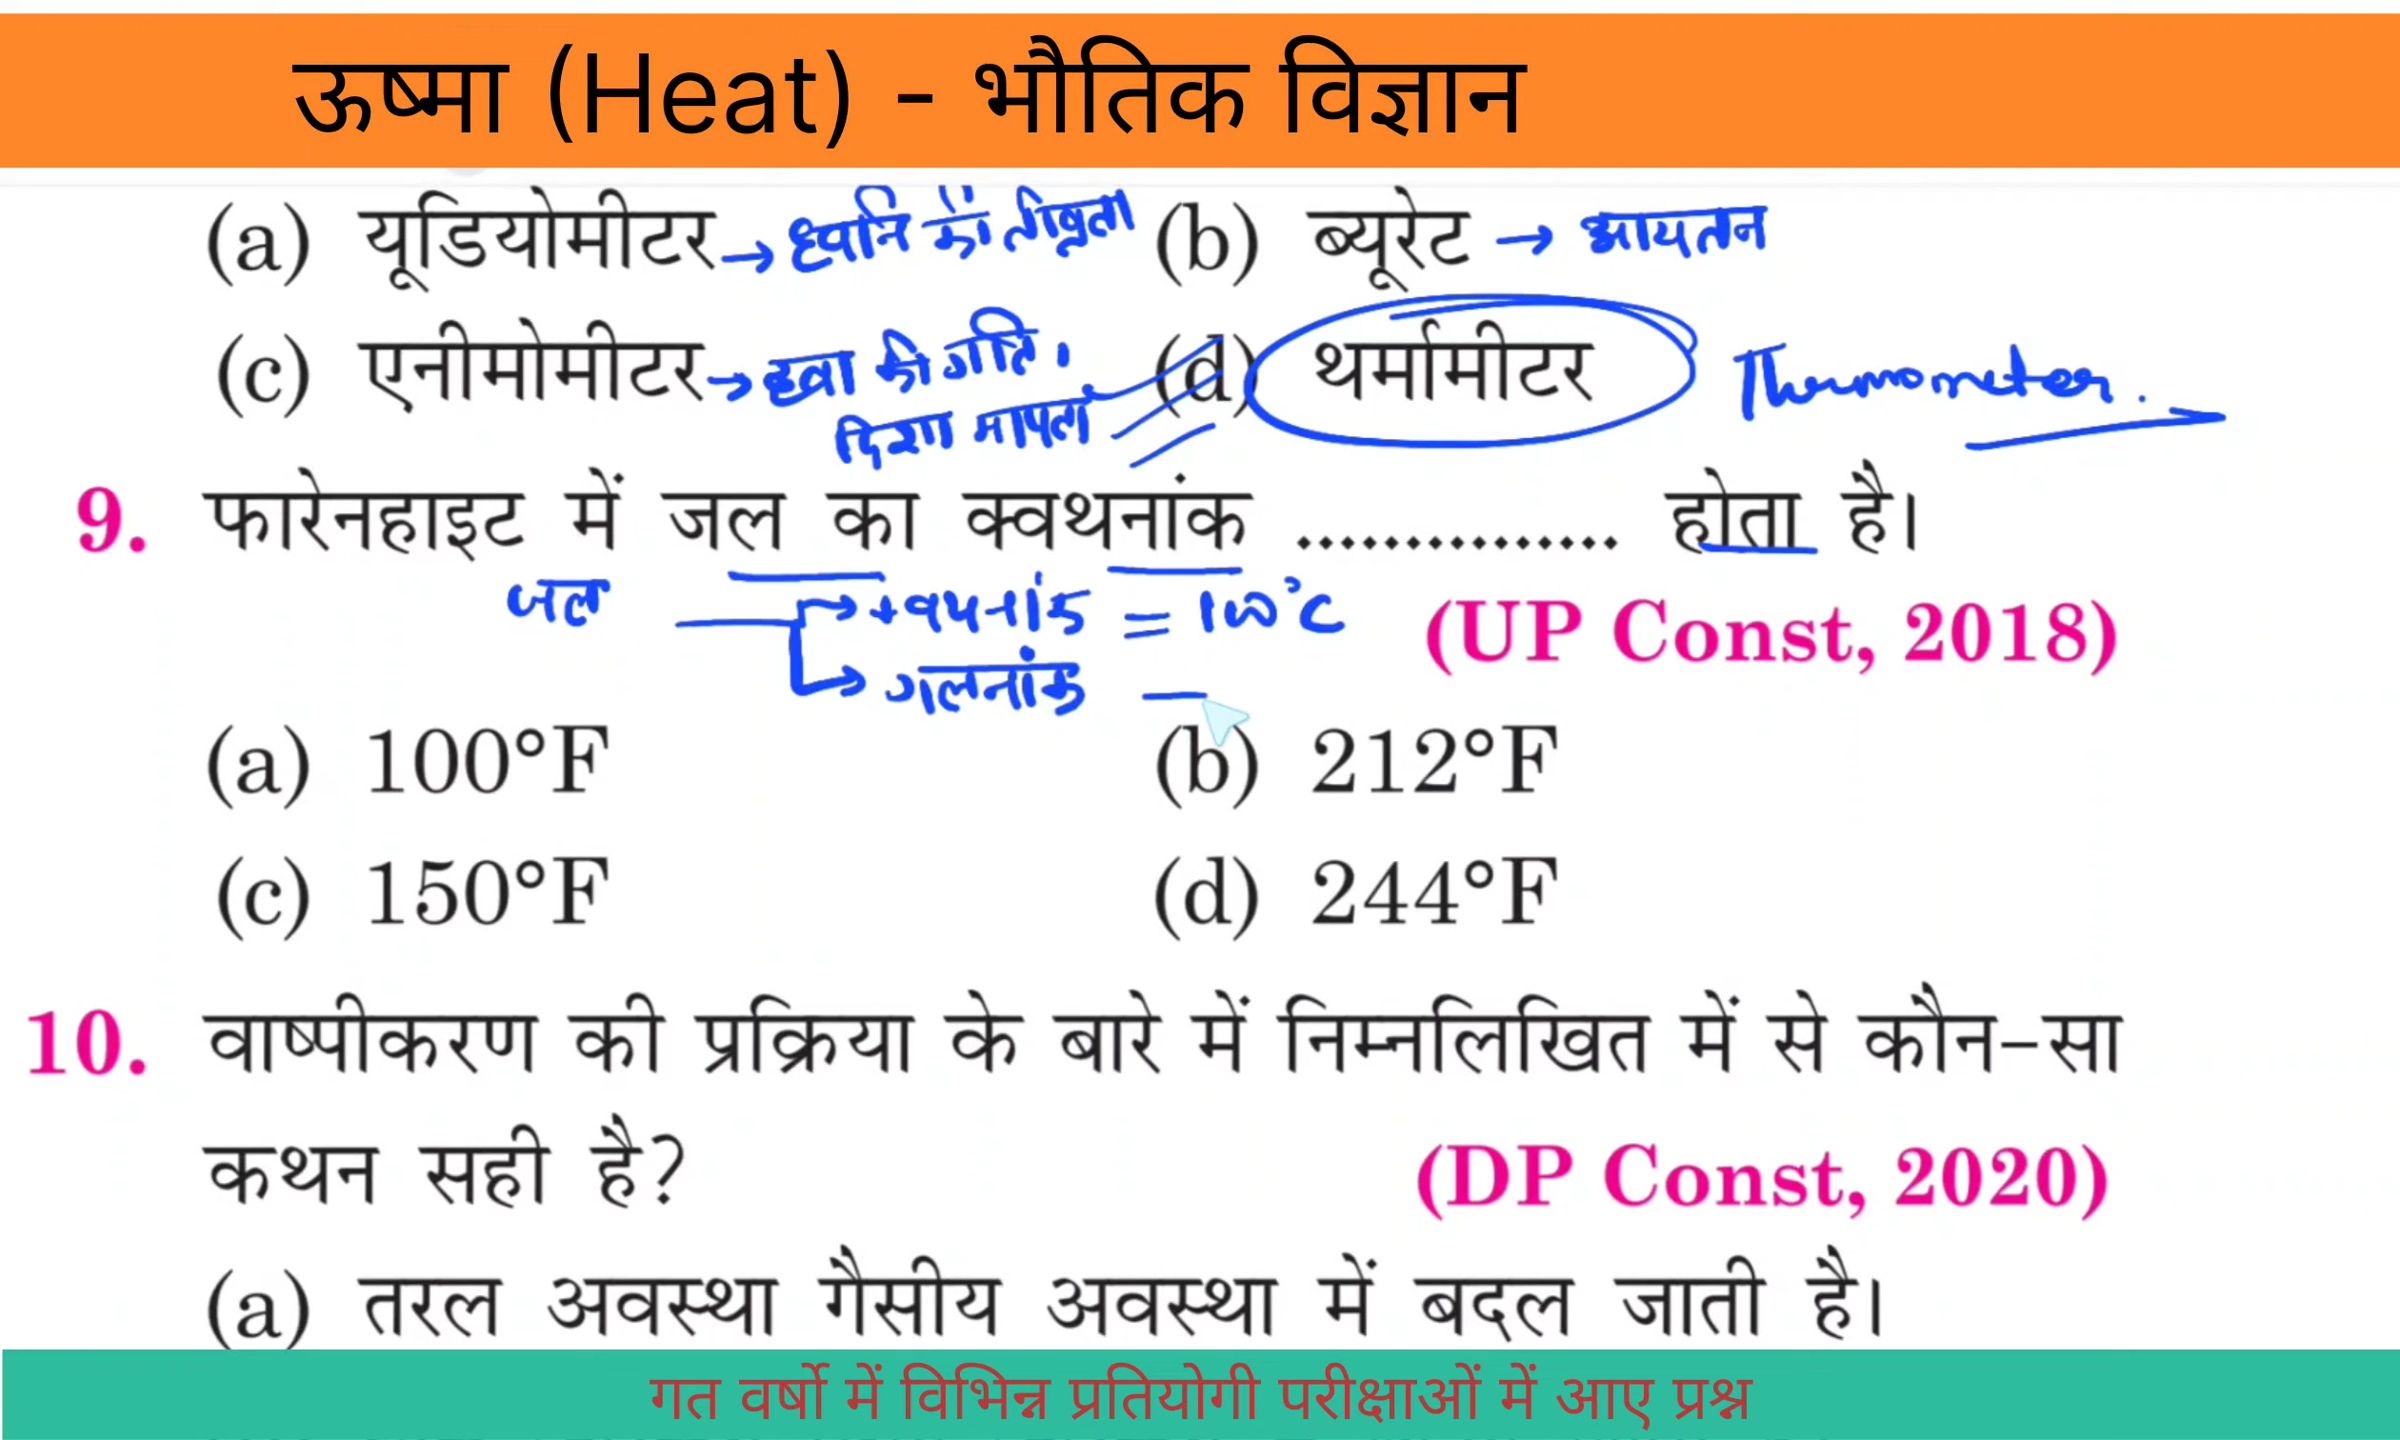 ऊष्मा (Heat) - भौतिक विज्ञान
(a) यूडियोमीटर → ध्वनि की तीव्रता (b) ब्यूरेट → आयतन
(c) एनीमोमीटर → हवा की गति, (d) थर्मामीटर Thermometer.
दिशा मापता
9. फारेनहाइट में जल का क्वथनांक ............... होता है।
जल → क्वथनांक = 100°C (UP Const, 2018)
→ गलनांक —
(a) 100°F (b) 212°F
(c) 150°F (d) 244°F
10. वाष्पीकरण की प्रक्रिया के बारे में निम्नलिखित में से कौन-सा
कथन सही है? (DP Const, 2020)
(a) तरल अवस्था गैसीय अवस्था में बदल जाती है।
गत वर्षो में विभिन्न प्रतियोगी परीक्षाओं में आए प्रश्न